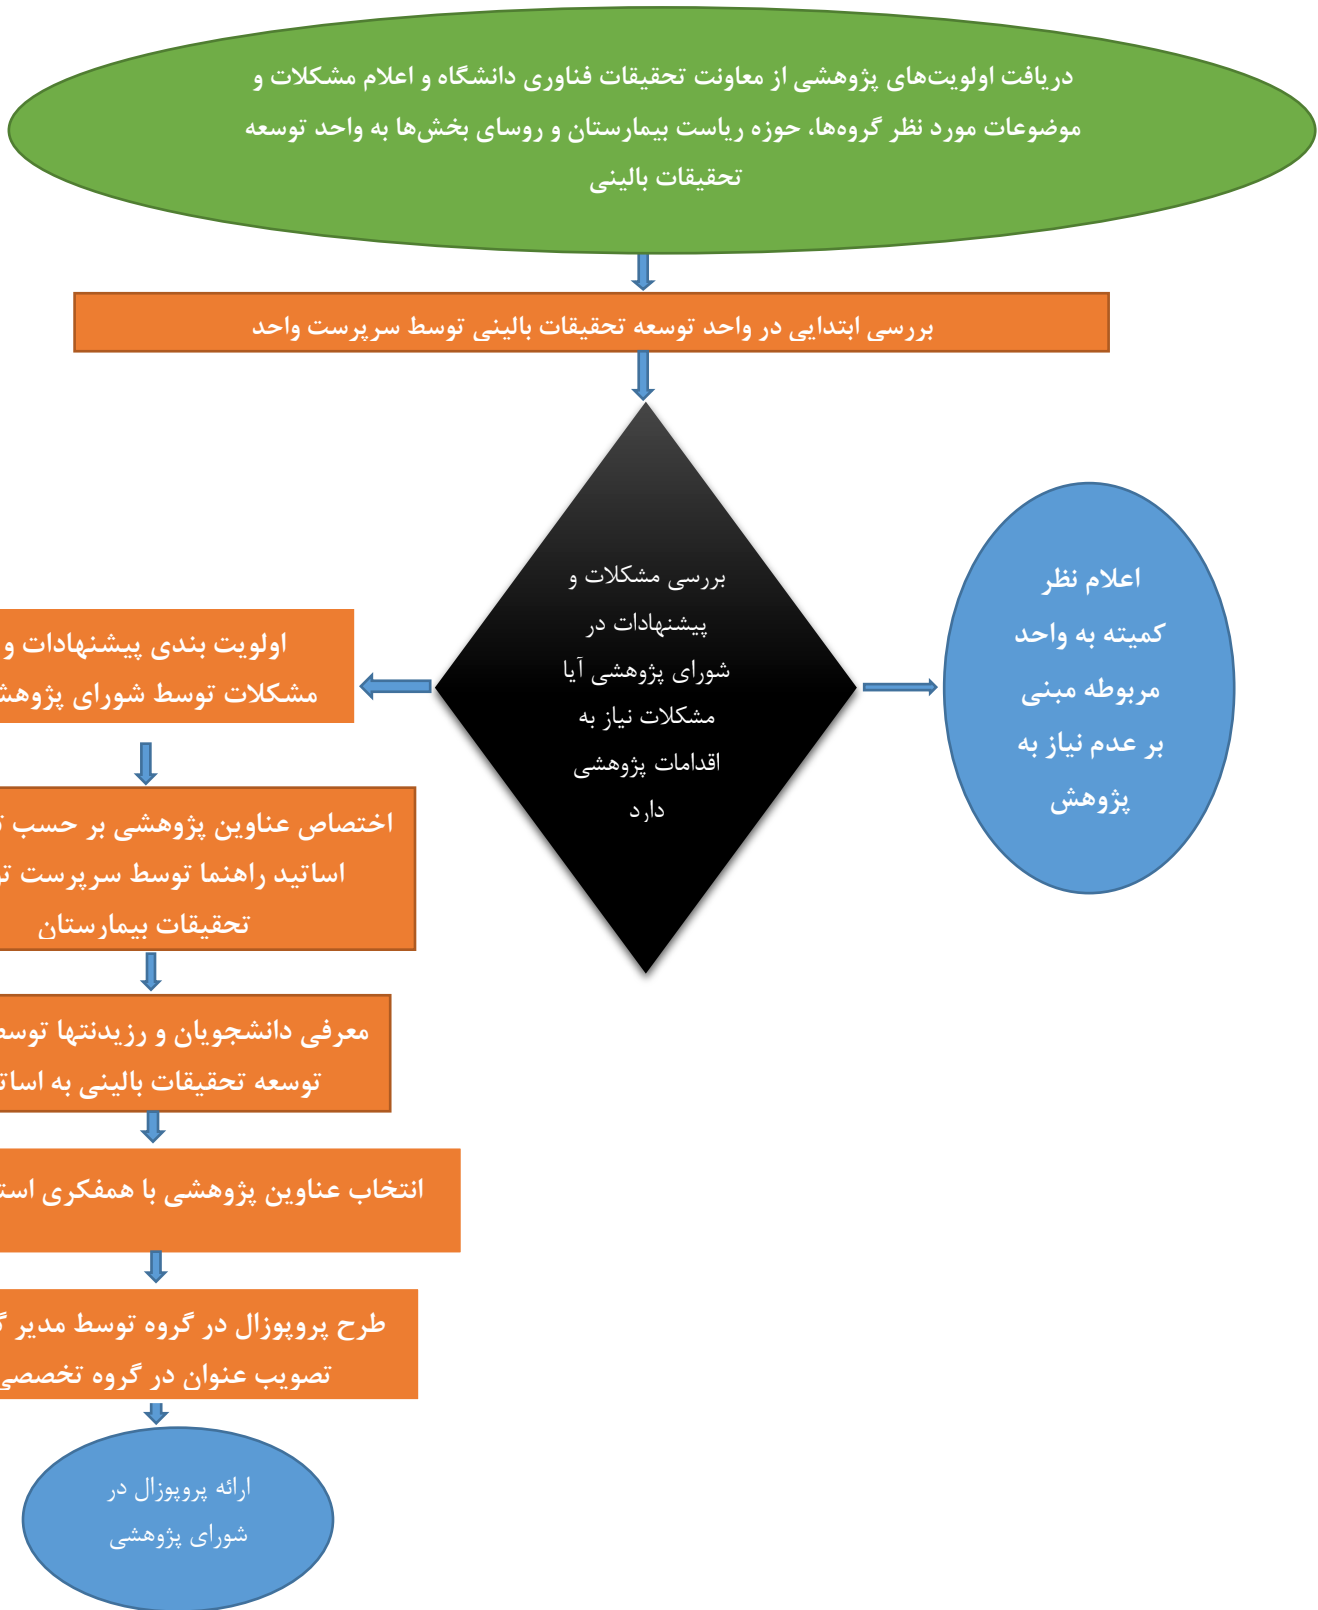 دریافت اولویت‌های پژوهشی از معاونت تحقیقات فناوری دانشگاه و اعلام مشکلات و
موضوعات مورد نظر گروه‌ها، حوزه ریاست بیمارستان و روسای بخش‌ها به واحد توسعه
تحقیقات بالینی
بررسی ابتدایی در واحد توسعه تحقیقات بالینی توسط سرپرست واحد
بررسی مشکلات و
پیشنهادات در
شورای پژوهشی آیا
مشکلات نیاز به
اقدامات پژوهشی
دارد
اعلام نظر
کمیته به واحد
مربوطه مبنی
بر عدم نیاز به
پژوهش
اولویت بندی پیشنهادات و
مشکلات توسط شورای
اختصاص عناوین پژوهشی بر حسب
اساتید راهنما توسط سرپرست
تحقیقات بیمارستان
معرفی دانشجویان و رزیدنتها
توسعه تحقیقات بالینی به
انتخاب عناوین پژوهشی با همفکری
طرح پروپوزال در گروه توسط مدیر
تصویب عنوان در گروه
ارائه پروپوزال در
شورای پژوهشی